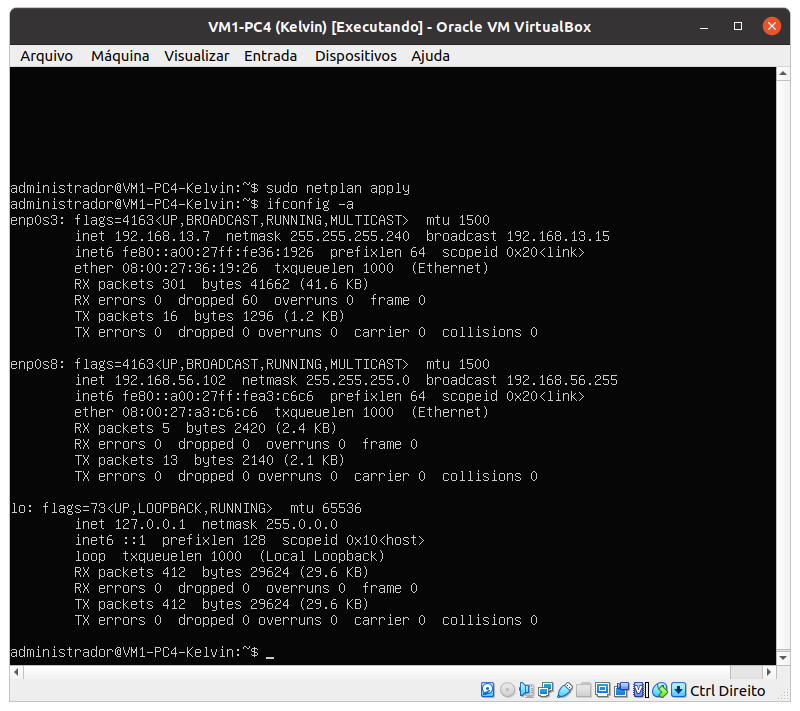 VM1-PC4 (Kelvin) [Executando] - Oracle VM VirtualBox
Arquivo Máquina Visualizar Entrada Dispositivos Ajuda
administrador@VM1-PC4-Kelvin:~$ sudo netplan apply
administrador@VM1-PC4-Kelvin:~$ ifconfig -a
enp0s3: flags=4163<UP,BROADCAST,RUNNING,MULTICAST>  mtu 1500
        inet 192.168.13.7  netmask 255.255.255.240  broadcast 192.168.13.15
        inet6 fe80::a00:27ff:fe36:1926  prefixlen 64  scopeid 0x20<link>
        ether 08:00:27:36:19:26  txqueuelen 1000  (Ethernet)
        RX packets 301  bytes 41662 (41.6 KB)
        RX errors 0  dropped 60  overruns 0  frame 0
        TX packets 16  bytes 1296 (1.2 KB)
        TX errors 0  dropped 0 overruns 0  carrier 0  collisions 0
enp0s8: flags=4163<UP,BROADCAST,RUNNING,MULTICAST>  mtu 1500
        inet 192.168.56.102  netmask 255.255.255.0  broadcast 192.168.56.255
        inet6 fe80::a00:27ff:fea3:c6c6  prefixlen 64  scopeid 0x20<link>
        ether 08:00:27:a3:c6:c6  txqueuelen 1000  (Ethernet)
        RX packets 5  bytes 2420 (2.4 KB)
        RX errors 0  dropped 0  overruns 0  frame 0
        TX packets 13  bytes 2140 (2.1 KB)
        TX errors 0  dropped 0 overruns 0  carrier 0  collisions 0
lo: flags=73<UP,LOOPBACK,RUNNING>  mtu 65536
        inet 127.0.0.1  netmask 255.0.0.0
        inet6 ::1  prefixlen 128  scopeid 0x10<host>
        loop  txqueuelen 1000  (Local Loopback)
        RX packets 412  bytes 29624 (29.6 KB)
        RX errors 0  dropped 0  overruns 0  frame 0
        TX packets 412  bytes 29624 (29.6 KB)
        TX errors 0  dropped 0 overruns 0  carrier 0  collisions 0
administrador@VM1-PC4-Kelvin:~$ _
Ctrl Direito